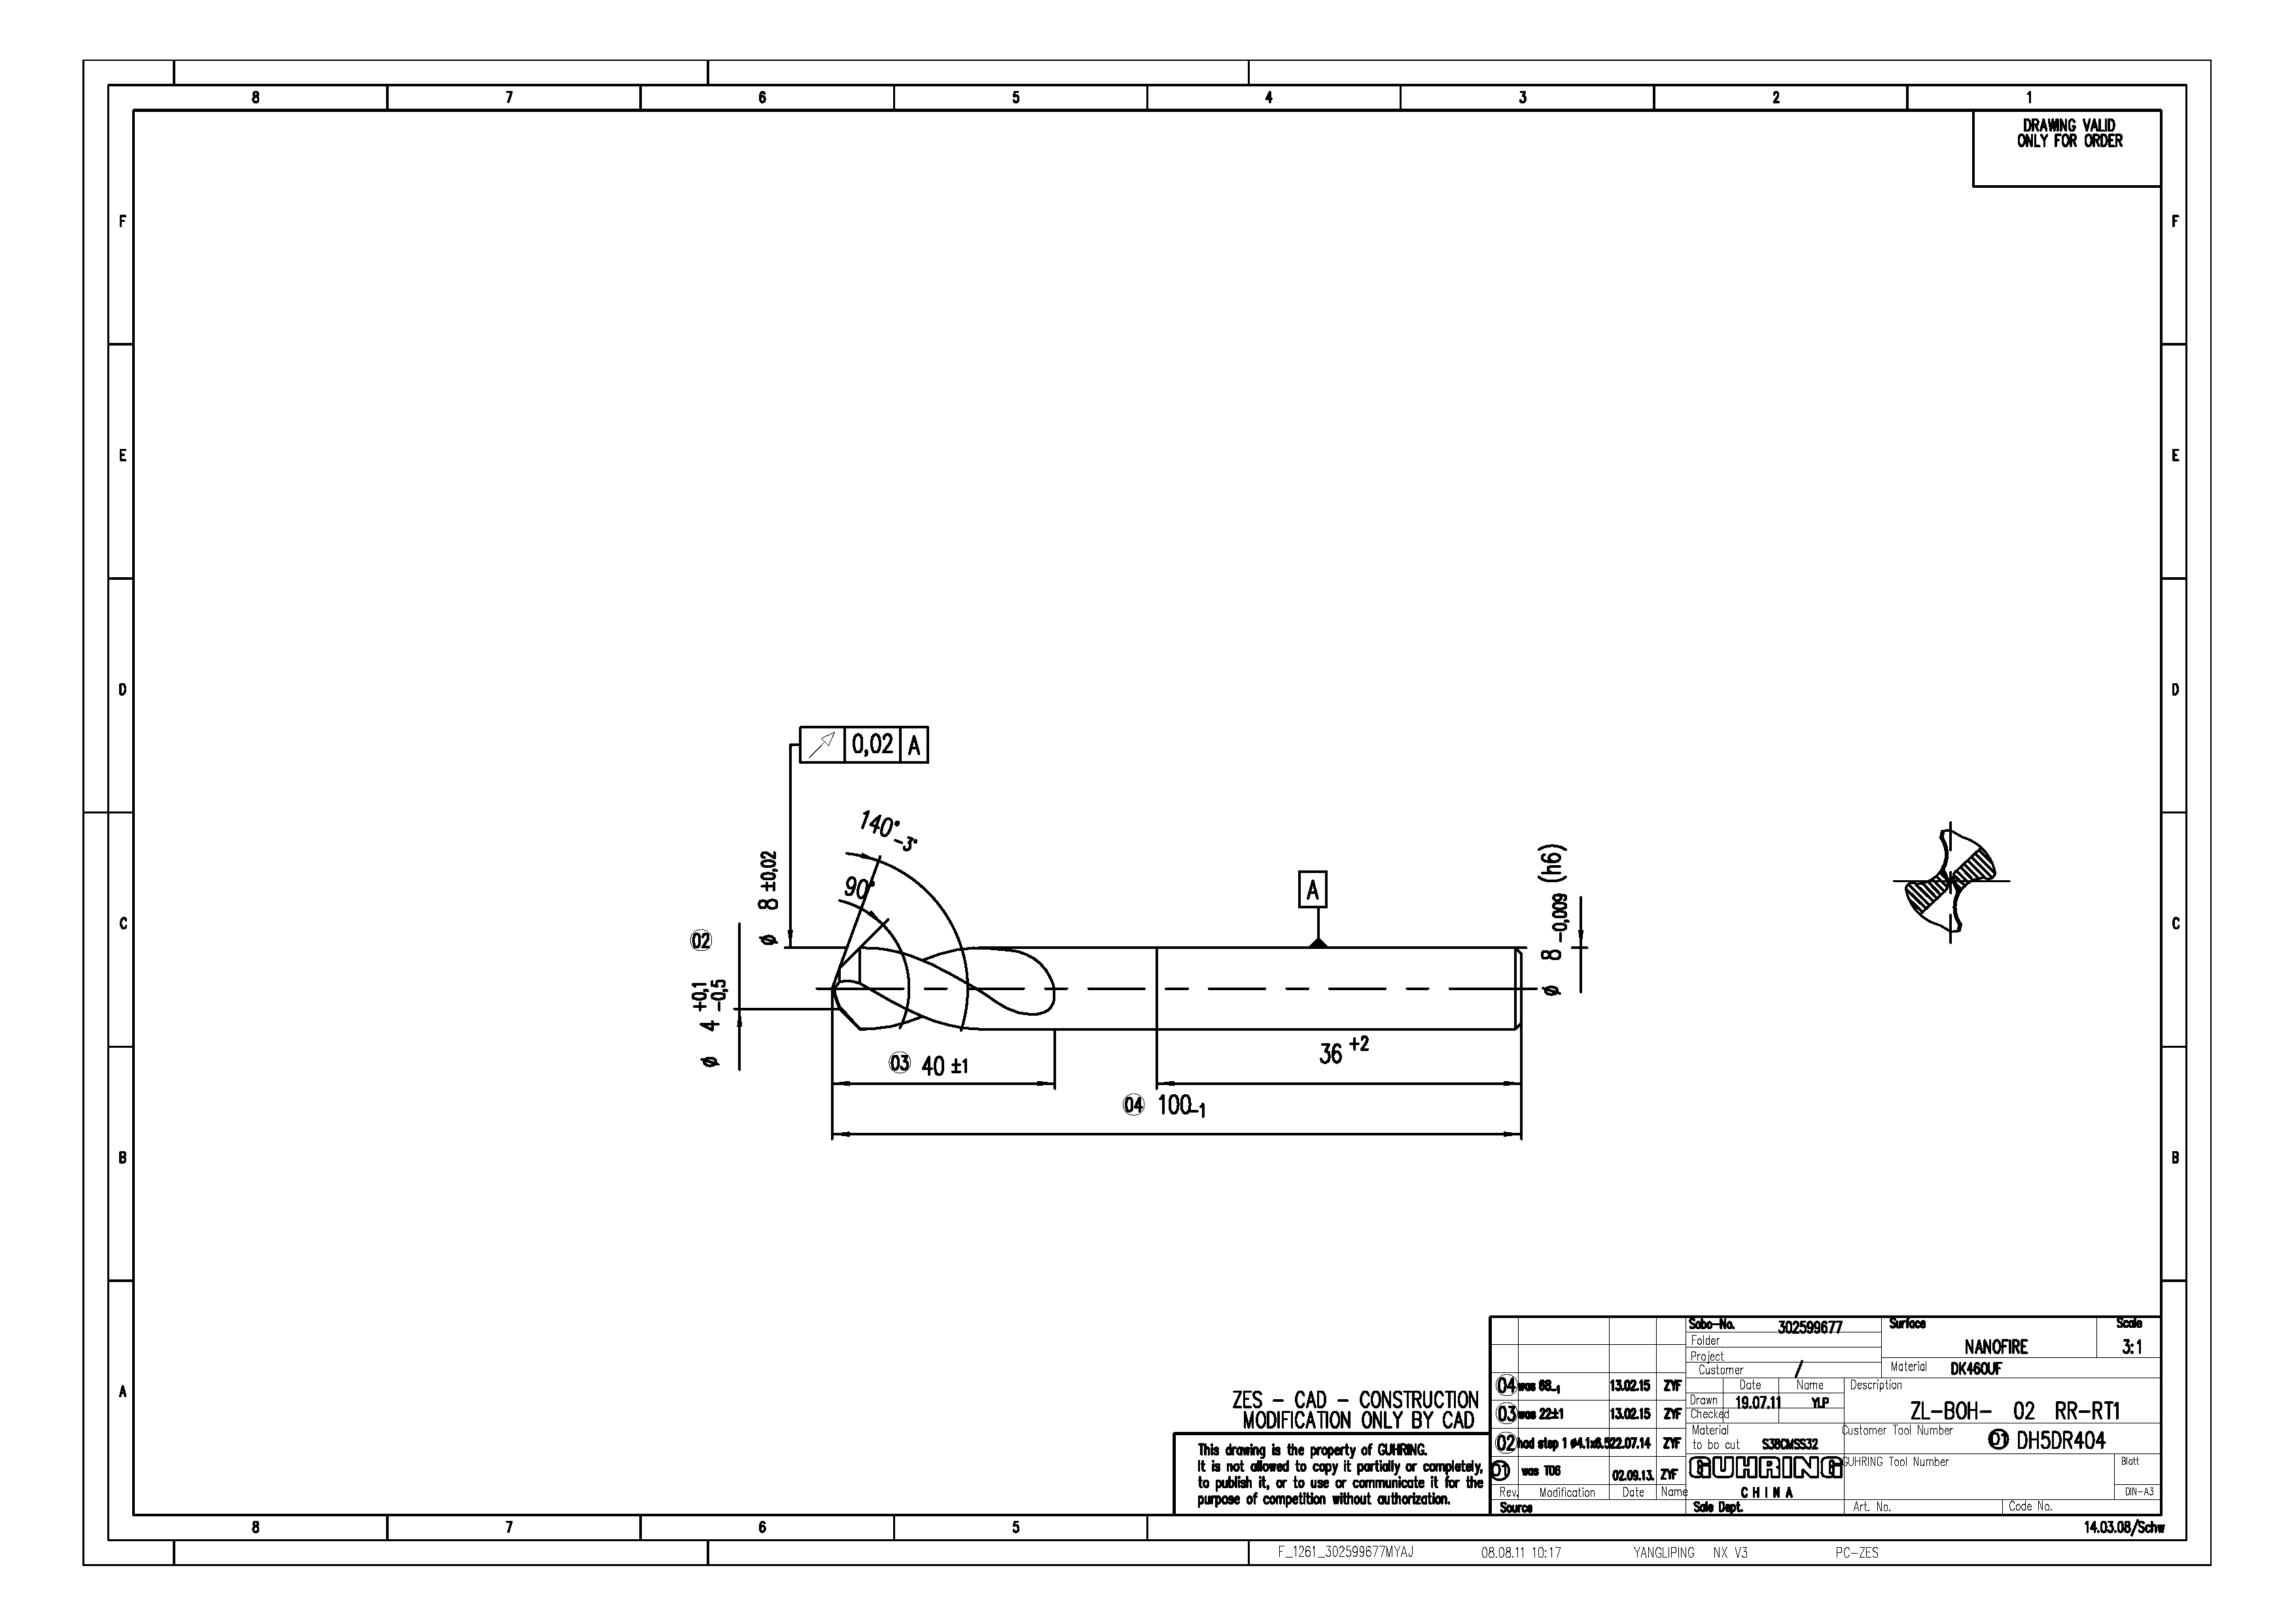 8 7 6 5 4 3 2 1
DRAWING VALID
ONLY FOR ORDER
F F
E E
D D
0,02 A
140° -3°
90°
8 ±0,02
ø
A
8 -0,009 (h6)
ø
C C
02
4 +0,1 -0,5
ø
03 40 ±1
36 +2
04 100-1
B B
A
Sabo-No. 302599677
Surface
NANOFIRE
Scale
3:1
Folder
Project
Customer /
Material DK460UF
04 was 68-1 13.02.15 ZYF
03 was 22±1 13.02.15 ZYF
02 had step 1 ø4.1x6.5 22.07.14 ZYF
01 was T06 02.09.13. ZYF
Rev. Modification Date Name
Source
Date Name
Drawn 19.07.11 YLP
Checked
Description
ZL-BOH- 02 RR-RT1
Material
to bo cut S38CMSS32
Customer Tool Number
01 DH5DR404
GUHRING
CHINA
GUHRING Tool Number
Blatt
DIN-A3
Sale Dept.
Art. No.
Code No.
ZES - CAD - CONSTRUCTION
MODIFICATION ONLY BY CAD
This drawing is the property of GUHRING.
It is not allowed to copy it partially or completely,
to publish it, or to use or communicate it for the
purpose of competition without authorization.
8 7 6 5
14.03.08/Schw
F_1261_302599677MYAJ 08.08.11 10:17 YANGLIPING NX V3 PC-ZES